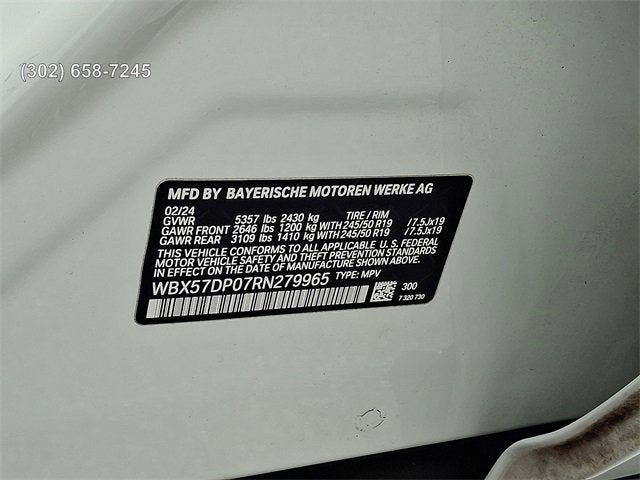 (302) 658-7245
MFD BY BAYERISCHE MOTOREN WERKE AG
02/24
GVWR 5357 lbs 2430 kg TIRE / RIM
GAWR FRONT 2646 lbs 1200 kg WITH 245/50 R19 / 7.5Jx19
GAWR REAR 3109 lbs 1410 kg WITH 245/50 R19 / 7.5Jx19
THIS VEHICLE CONFORMS TO ALL APPLICABLE U.S. FEDERAL
MOTOR VEHICLE SAFETY AND THEFT PREVENTION STANDARDS
IN EFFECT ON THE DATE OF MANUFACTURE SHOWN ABOVE.
WBX57DP07RN279965 TYPE: MPV
300
7 320 730